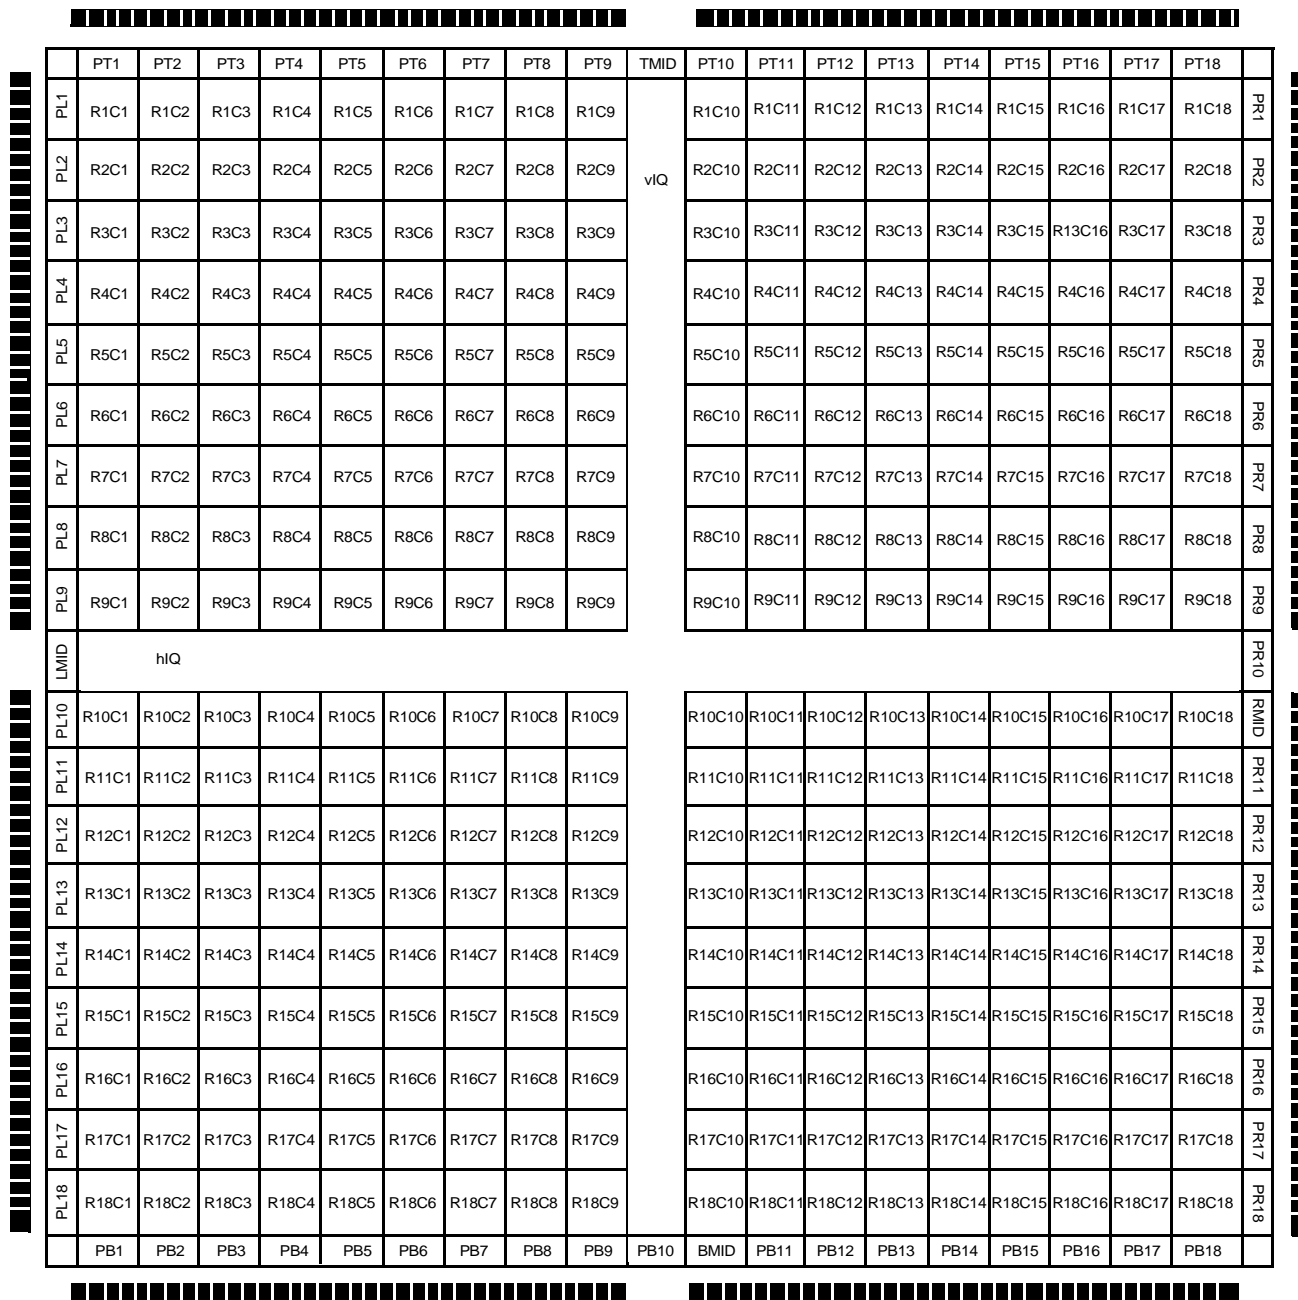 PT1 PT2 PT3 PT4 PT5 PT6 PT7 PT8 PT9 TMID PT10 PT11 PT12 PT13 PT14 PT15 PT16 PT17 PT18
PL1 R1C1 R1C2 R1C3 R1C4 R1C5 R1C6 R1C7 R1C8 R1C9 R1C10 R1C11 R1C12 R1C13 R1C14 R1C15 R1C16 R1C17 R1C18 PR1
PL2 R2C1 R2C2 R2C3 R2C4 R2C5 R2C6 R2C7 R2C8 R2C9 vIQ R2C10 R2C11 R2C12 R2C13 R2C14 R2C15 R2C16 R2C17 R2C18 PR2
PL3 R3C1 R3C2 R3C3 R3C4 R3C5 R3C6 R3C7 R3C8 R3C9 R3C10 R3C11 R3C12 R3C13 R3C14 R3C15 R13C16 R3C17 R3C18 PR3
PL4 R4C1 R4C2 R4C3 R4C4 R4C5 R4C6 R4C7 R4C8 R4C9 R4C10 R4C11 R4C12 R4C13 R4C14 R4C15 R4C16 R4C17 R4C18 PR4
PL5 R5C1 R5C2 R5C3 R5C4 R5C5 R5C6 R5C7 R5C8 R5C9 R5C10 R5C11 R5C12 R5C13 R5C14 R5C15 R5C16 R5C17 R5C18 PR5
PL6 R6C1 R6C2 R6C3 R6C4 R6C5 R6C6 R6C7 R6C8 R6C9 R6C10 R6C11 R6C12 R6C13 R6C14 R6C15 R6C16 R6C17 R6C18 PR6
PL7 R7C1 R7C2 R7C3 R7C4 R7C5 R7C6 R7C7 R7C8 R7C9 R7C10 R7C11 R7C12 R7C13 R7C14 R7C15 R7C16 R7C17 R7C18 PR7
PL8 R8C1 R8C2 R8C3 R8C4 R8C5 R8C6 R8C7 R8C8 R8C9 R8C10 R8C11 R8C12 R8C13 R8C14 R8C15 R8C16 R8C17 R8C18 PR8
PL9 R9C1 R9C2 R9C3 R9C4 R9C5 R9C6 R9C7 R9C8 R9C9 R9C10 R9C11 R9C12 R9C13 R9C14 R9C15 R9C16 R9C17 R9C18 PR9
LMID hIQ PR10
PL10 R10C1 R10C2 R10C3 R10C4 R10C5 R10C6 R10C7 R10C8 R10C9 R10C10 R10C11 R10C12 R10C13 R10C14 R10C15 R10C16 R10C17 R10C18 RMID
PL11 R11C1 R11C2 R11C3 R11C4 R11C5 R11C6 R11C7 R11C8 R11C9 R11C10 R11C11 R11C12 R11C13 R11C14 R11C15 R11C16 R11C17 R11C18 PR11
PL12 R12C1 R12C2 R12C3 R12C4 R12C5 R12C6 R12C7 R12C8 R12C9 R12C10 R12C11 R12C12 R12C13 R12C14 R12C15 R12C16 R12C17 R12C18 PR12
PL13 R13C1 R13C2 R13C3 R13C4 R13C5 R13C6 R13C7 R13C8 R13C9 R13C10 R13C11 R13C12 R13C13 R13C14 R13C15 R13C16 R13C17 R13C18 PR13
PL14 R14C1 R14C2 R14C3 R14C4 R14C5 R14C6 R14C7 R14C8 R14C9 R14C10 R14C11 R14C12 R14C13 R14C14 R14C15 R14C16 R14C17 R14C18 PR14
PL15 R15C1 R15C2 R15C3 R15C4 R15C5 R15C6 R15C7 R15C8 R15C9 R15C10 R15C11 R15C12 R15C13 R15C14 R15C15 R15C16 R15C17 R15C18 PR15
PL16 R16C1 R16C2 R16C3 R16C4 R16C5 R16C6 R16C7 R16C8 R16C9 R16C10 R16C11 R16C12 R16C13 R16C14 R16C15 R16C16 R16C17 R16C18 PR16
PL17 R17C1 R17C2 R17C3 R17C4 R17C5 R17C6 R17C7 R17C8 R17C9 R17C10 R17C11 R17C12 R17C13 R17C14 R17C15 R17C16 R17C17 R17C18 PR17
PL18 R18C1 R18C2 R18C3 R18C4 R18C5 R18C6 R18C7 R18C8 R18C9 R18C10 R18C11 R18C12 R18C13 R18C14 R18C15 R18C16 R18C17 R18C18 PR18
PB1 PB2 PB3 PB4 PB5 PB6 PB7 PB8 PB9 PB10 BMID PB11 PB12 PB13 PB14 PB15 PB16 PB17 PB18